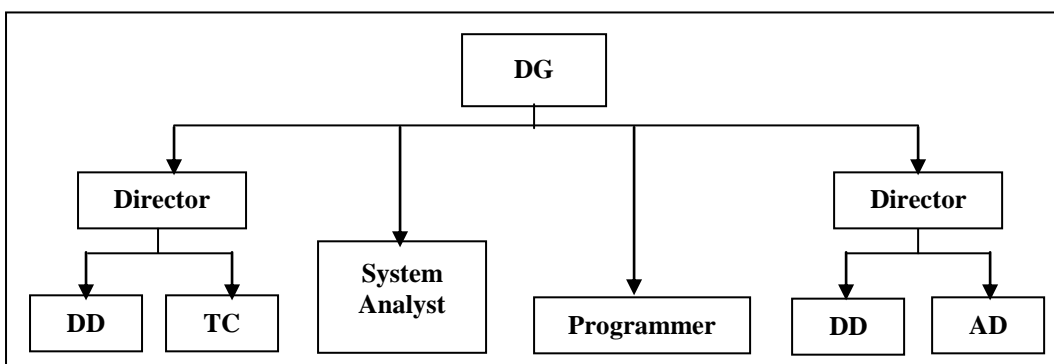 DG
Director
Director
System
Analyst
Programmer
DD
TC
DD
AD